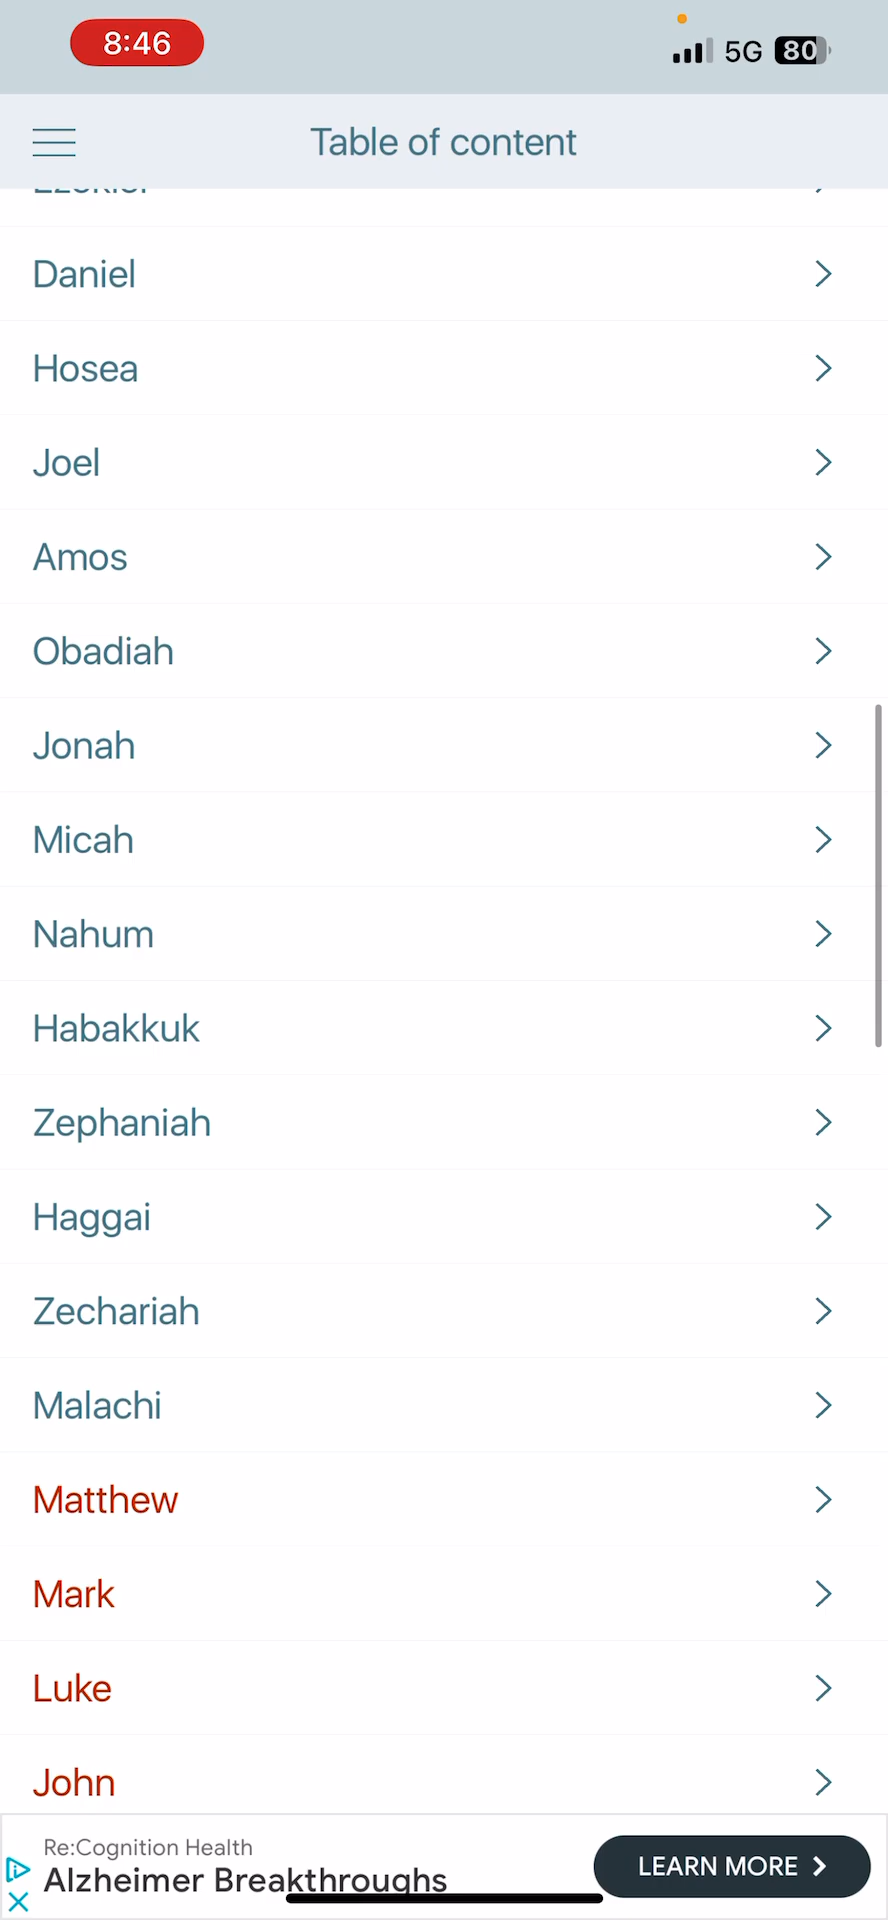 8:46
5G 80
Table of content
Ezekiel
Daniel
Hosea
Joel
Amos
Obadiah
Jonah
Micah
Nahum
Habakkuk
Zephaniah
Haggai
Zechariah
Malachi
Matthew
Mark
Luke
John
Re:Cognition Health
Alzheimer Breakthroughs
LEARN MORE